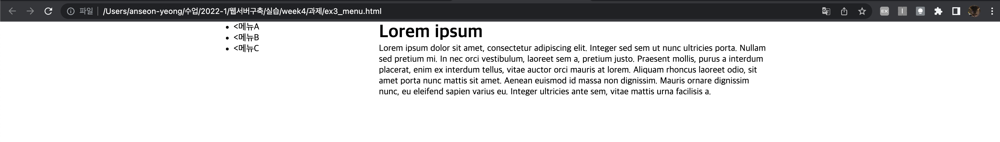 파일 /Users/anseon-yeong/수업/2022-1/웹서버구축/실습/week4/과제/ex3_menu.html
EX
<메뉴A
<메뉴B
<메뉴C
Lorem ipsum
Lorem ipsum dolor sit amet, consectetur adipiscing elit. Integer sed sem ut nunc ultricies porta. Nullam
sed pretium mi. In nec orci vestibulum, laoreet sem a, pretium justo. Praesent mollis, purus a interdum
placerat, enim ex interdum tellus, vitae auctor orci mauris at lorem. Aliquam rhoncus laoreet odio, sit
amet porta nunc mattis sit amet. Aenean euismod id massa non dignissim. Mauris ornare dignissim
nunc, eu eleifend sapien varius eu. Integer ultricies ante sem, vitae mattis urna facilisis a.